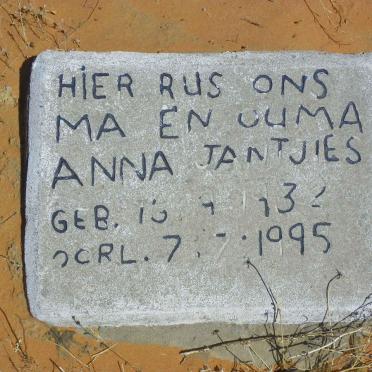 HIER RUS ONS
MA EN OUMA
ANNA JANTJIES
GEB.
OORL. 7. 7. 1995